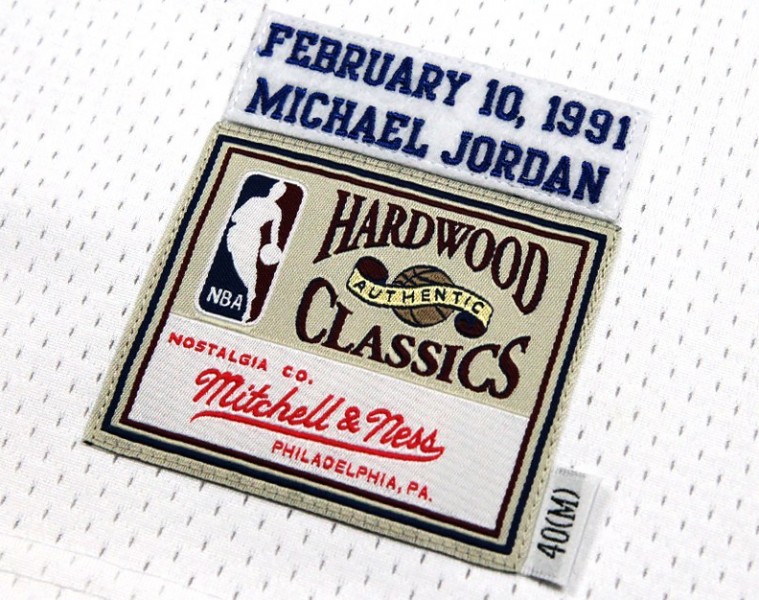 FEBRUARY 10, 1991
MICHAEL JORDAN
NBA
HARDWOOD
AUTHENTIC
CLASSICS
NOSTALGIA CO.
Mitchell & Ness
PHILADELPHIA, PA.
40(M)